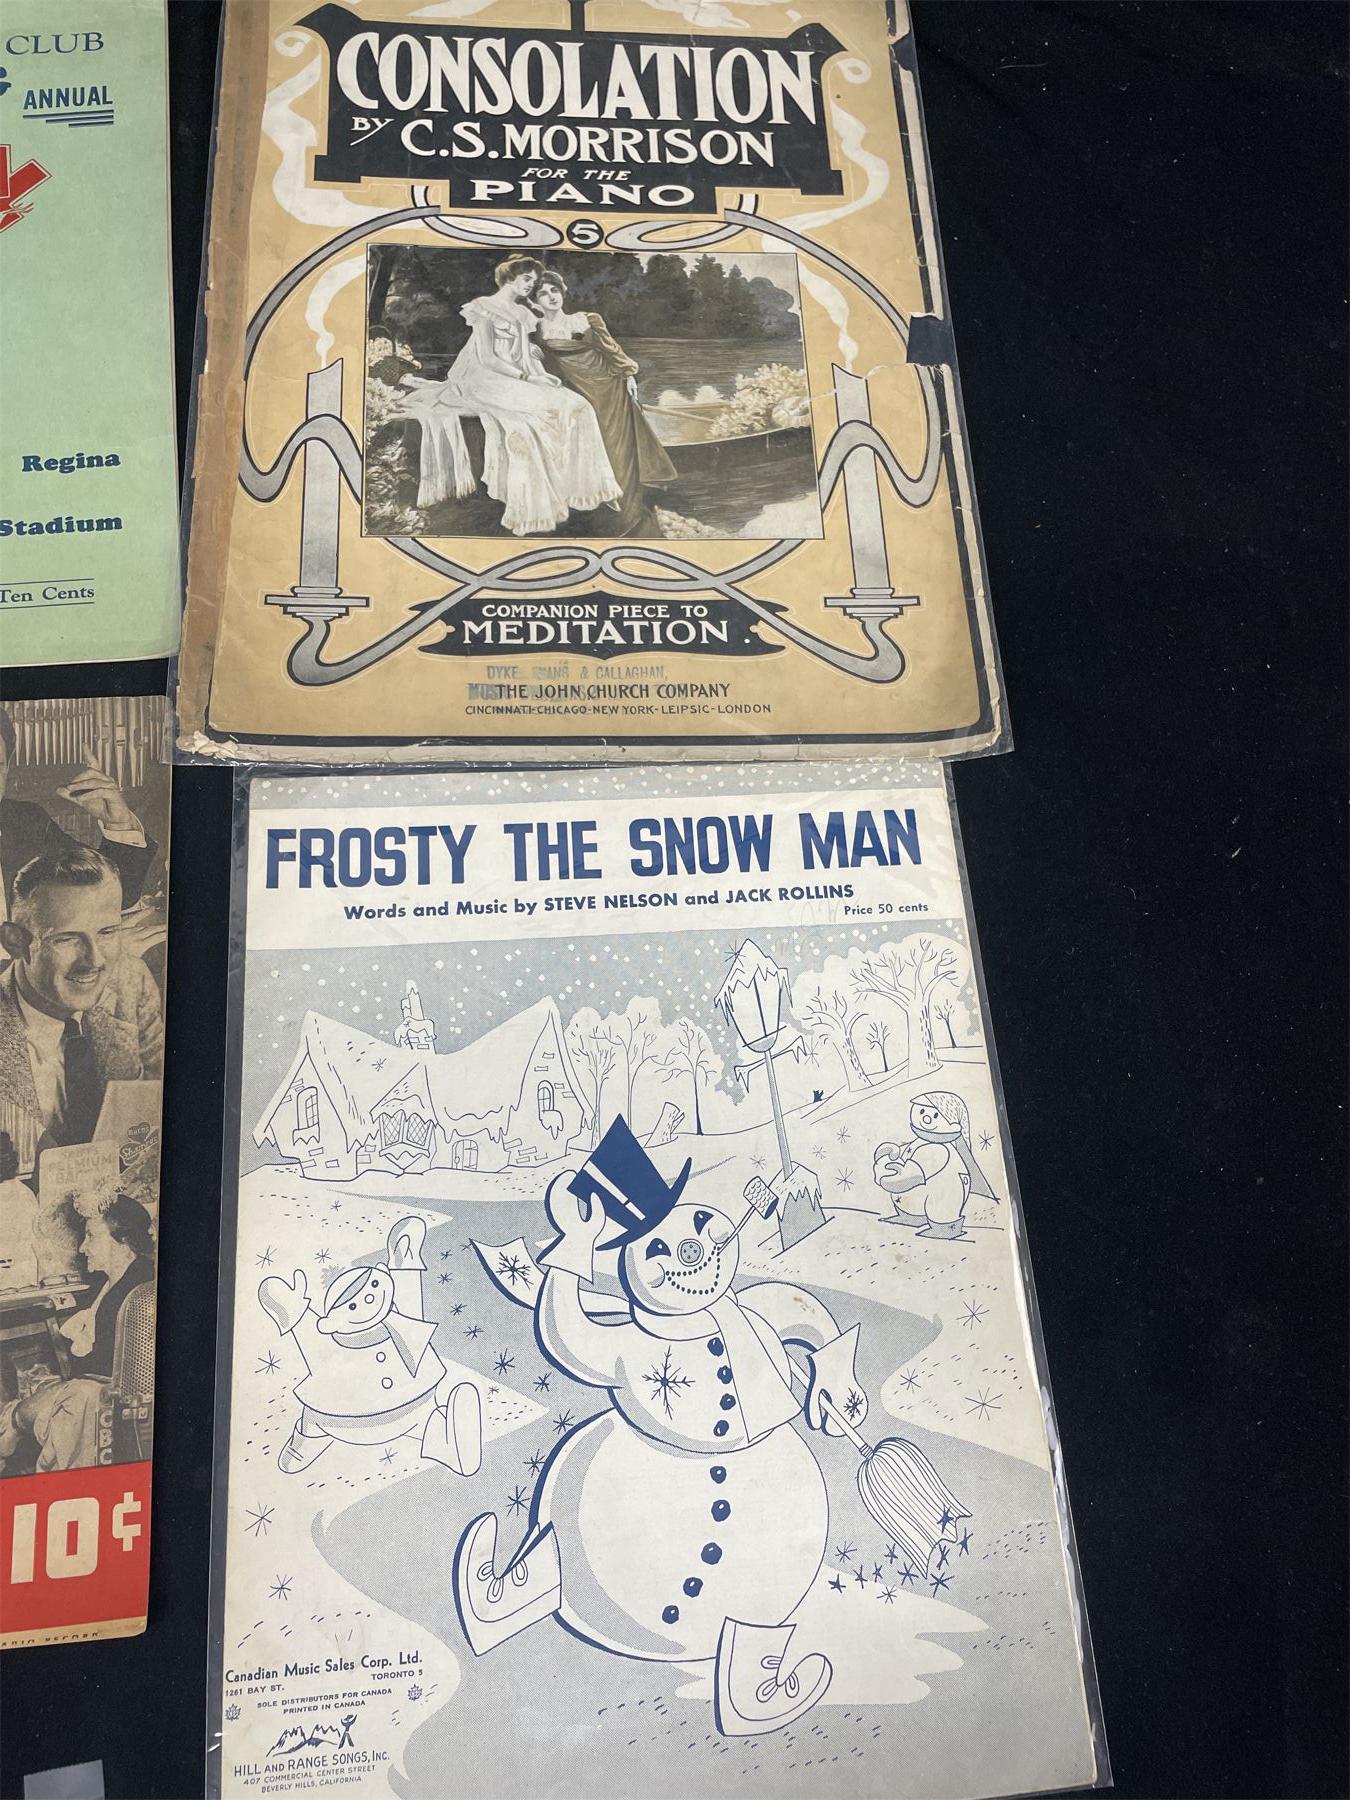 CLUB
ANNUAL
Regina
Stadium
Ten Cents
CONSOLATION
BY C.S. MORRISON
FOR THE
PIANO
5
COMPANION PIECE TO
MEDITATION.
DYKE, EVANS & CALLAGHAN,
THE JOHN CHURCH COMPANY
CINCINNATI-CHICAGO-NEW YORK-LEIPSIC-LONDON
CBC
10¢
FROSTY THE SNOW MAN
Words and Music by STEVE NELSON and JACK ROLLINS
Price 50 cents
Canadian Music Sales Corp. Ltd.
1261 BAY ST. TORONTO 5
SOLE DISTRIBUTORS FOR CANADA
PRINTED IN CANADA
HILL AND RANGE SONGS, INC.
407 COMMERCIAL CENTER STREET
BEVERLY HILLS, CALIFORNIA